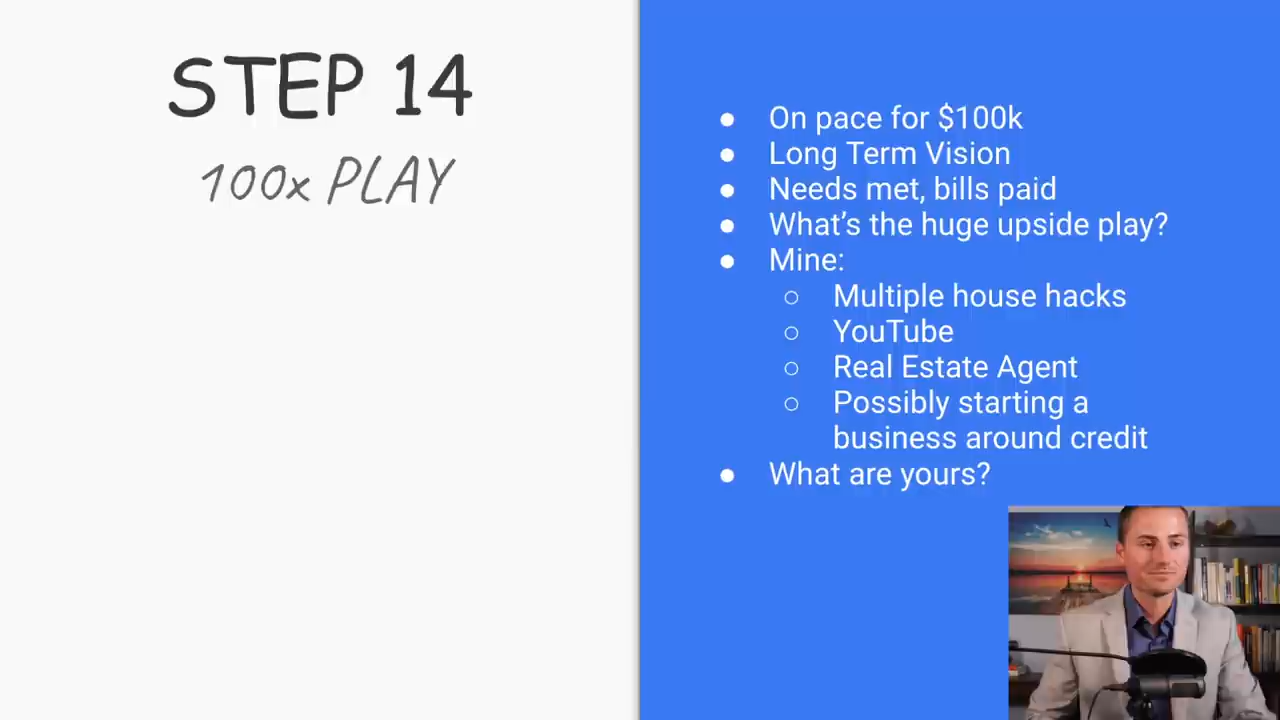 STEP 14
100x PLAY
● On pace for $100k
● Long Term Vision
● Needs met, bills paid
● What’s the huge upside play?
● Mine:
○ Multiple house hacks
○ YouTube
○ Real Estate Agent
○ Possibly starting a
business around credit
● What are yours?